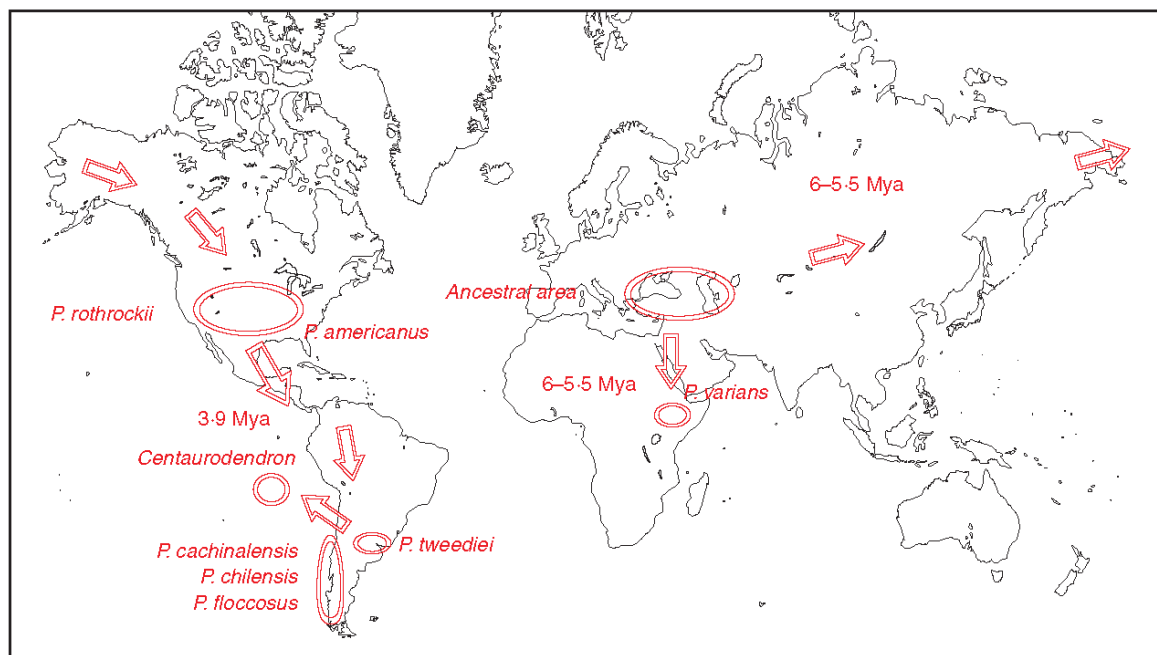 6–5·5 Mya
Ancestral area
P. rothrockii
P. americanus
6–5·5 Mya
P. varians
3·9 Mya
Centaurodendron
P. tweediei
P. cachinalensis
P. chilensis
P. floccosus